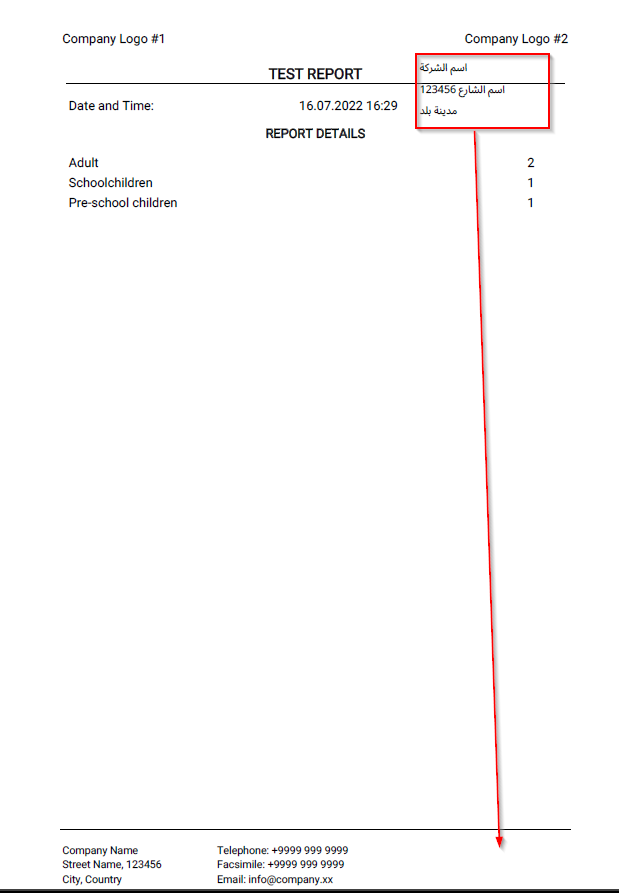 Company Logo #1 Company Logo #2
TEST REPORT
اسم الشركة
اسم الشارع 123456
مدينة بلد
Date and Time: 16.07.2022 16:29
REPORT DETAILS
Adult 2
Schoolchildren 1
Pre-school children 1
Company Name Telephone: +9999 999 9999
Street Name, 123456 Facsimile: +9999 999 9999
City, Country Email: info@company.xx